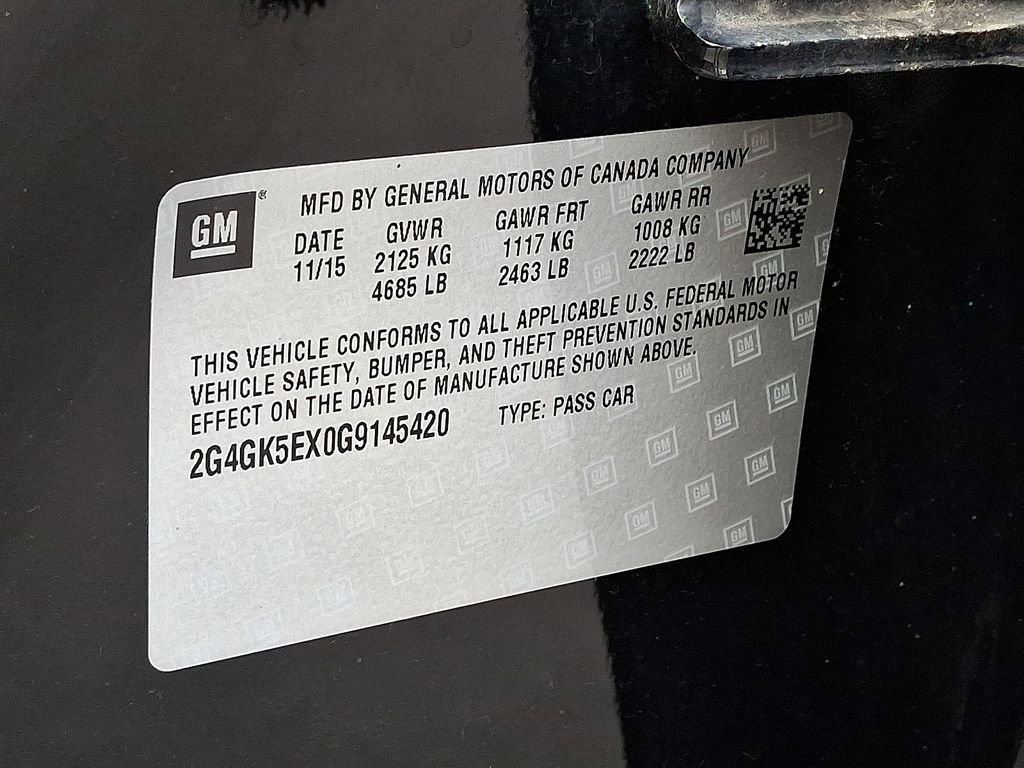 GM ®
MFD BY GENERAL MOTORS OF CANADA COMPANY
DATE GVWR GAWR FRT GAWR RR
11/15 2125 KG 1117 KG 1008 KG
4685 LB 2463 LB 2222 LB
THIS VEHICLE CONFORMS TO ALL APPLICABLE U.S. FEDERAL MOTOR
VEHICLE SAFETY, BUMPER, AND THEFT PREVENTION STANDARDS IN
EFFECT ON THE DATE OF MANUFACTURE SHOWN ABOVE.
2G4GK5EX0G9145420 TYPE: PASS CAR